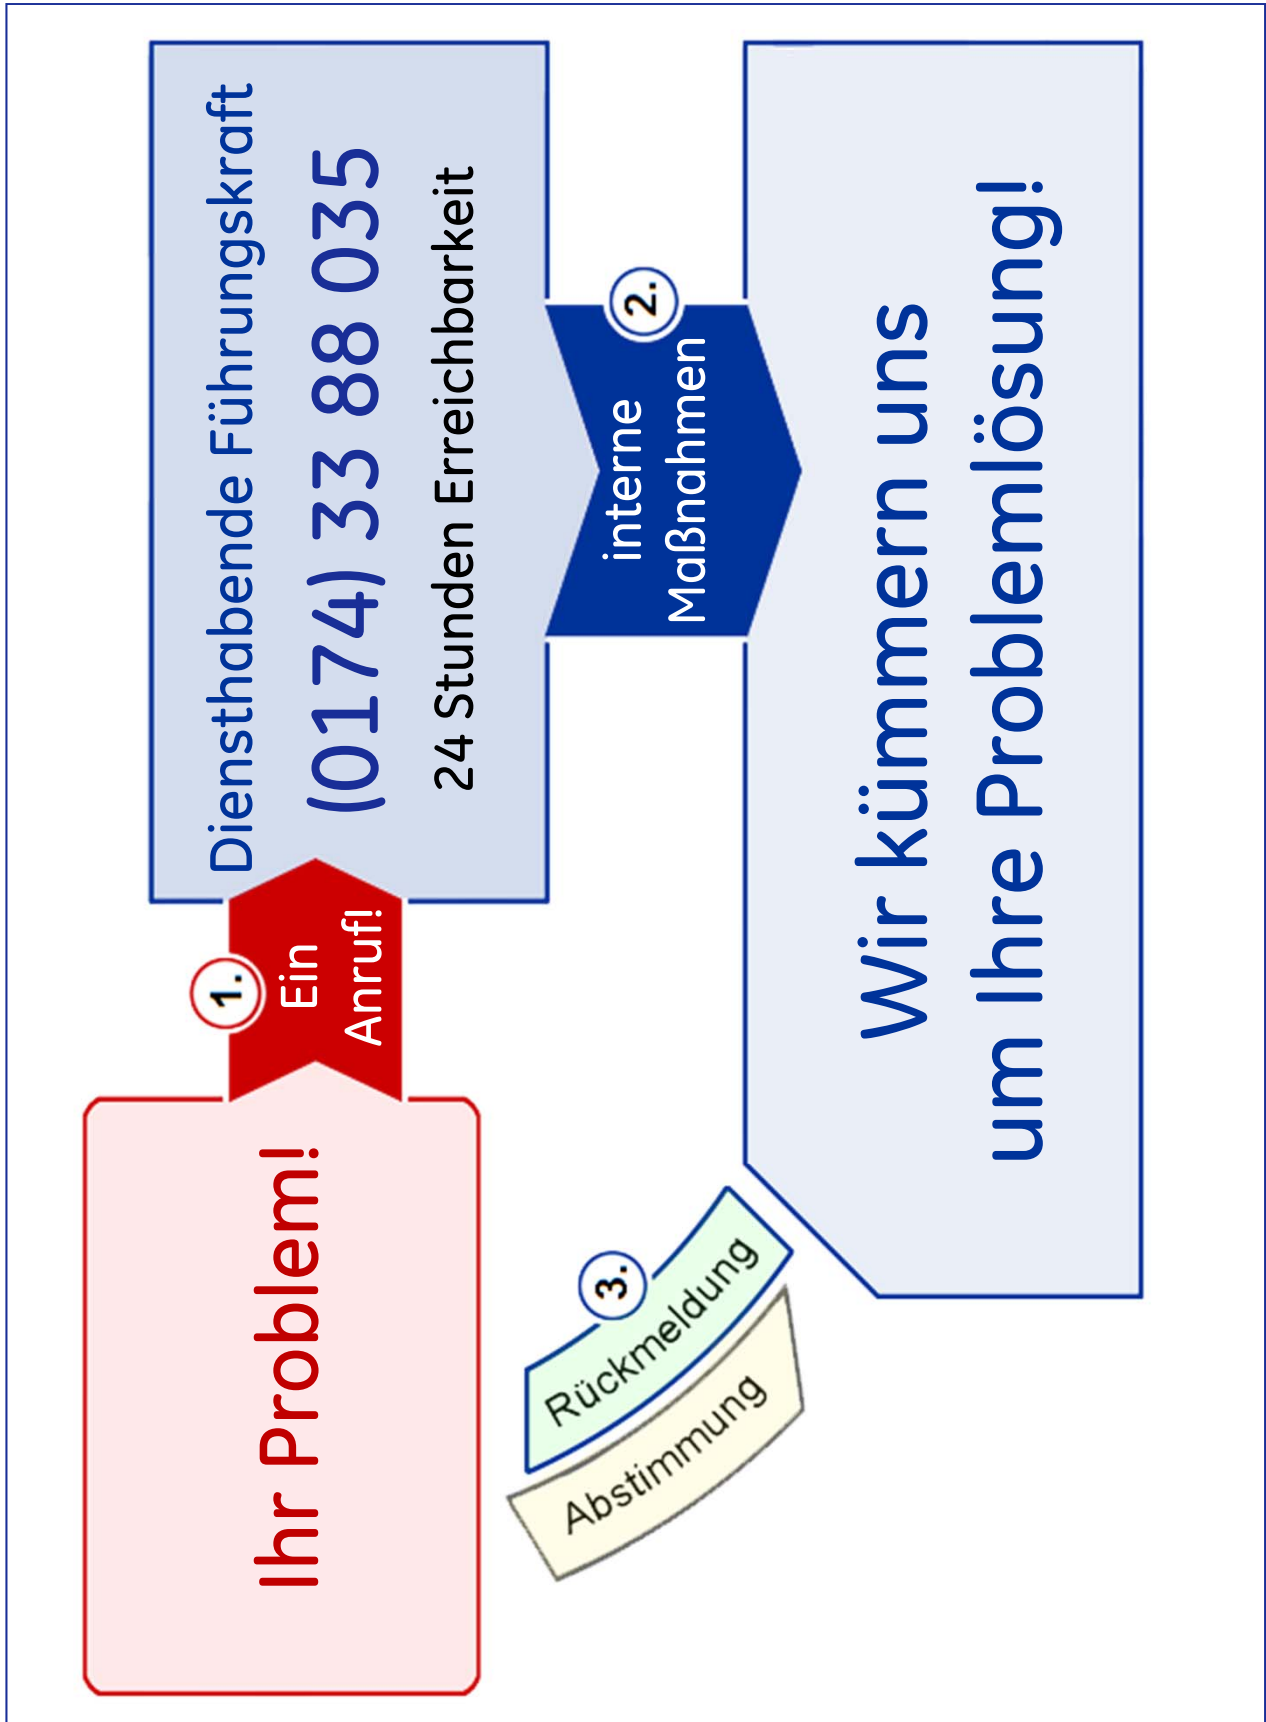 Ihr Problem!
1.
Ein
Anruf!
Diensthabende Führungskraft
(0174) 33 88 035
24 Stunden Erreichbarkeit
2.
interne
Maßnahmen
Wir kümmern uns
um Ihre Problemlösung!
3.
Rückmeldung
Abstimmung